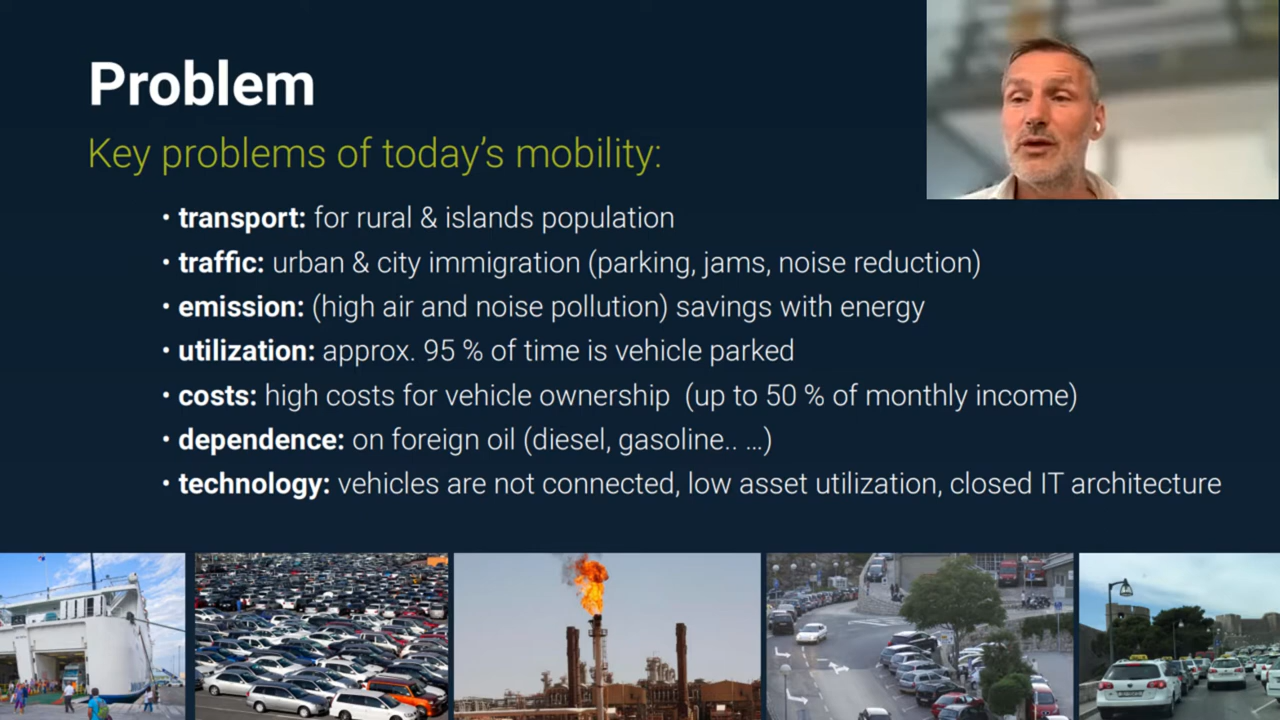 Problem
Key problems of today's mobility:
• transport: for rural & islands population
• traffic: urban & city immigration (parking, jams, noise reduction)
• emission: (high air and noise pollution) savings with energy
• utilization: approx. 95 % of time is vehicle parked
• costs: high costs for vehicle ownership  (up to 50 % of monthly income)
• dependence: on foreign oil (diesel, gasoline.. ...)
• technology: vehicles are not connected, low asset utilization, closed IT architecture